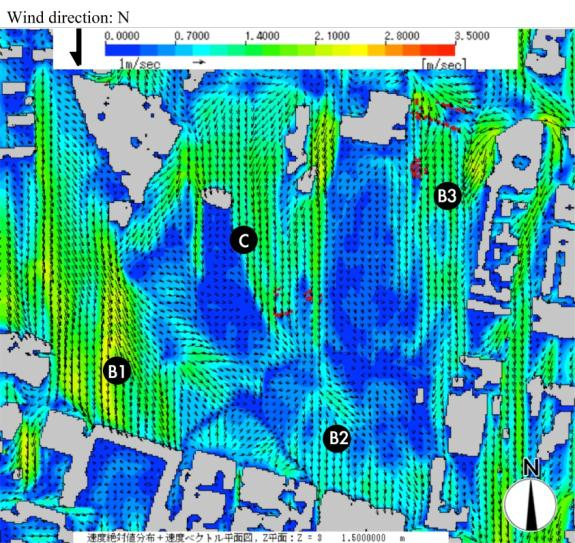 Wind direction: N
0.0000 0.7000 1.4000 2.1000 2.8000 3.5000
1m/sec [m/sec]
B3
C
B1
B2
N
速度絶対値分布+速度ベクトル平面図, Z平面: Z = 3 1.5000000 m